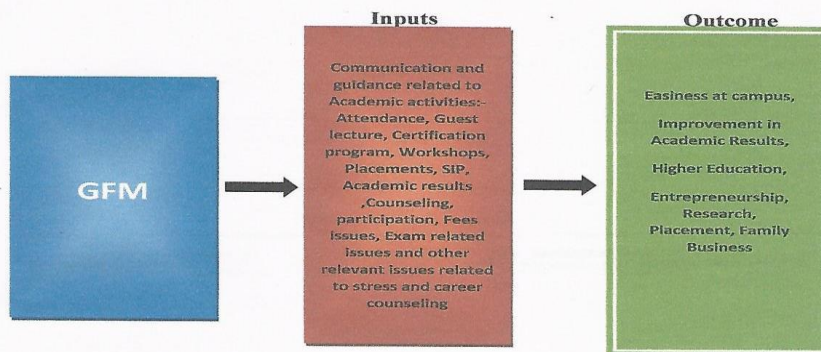 Inputs
Outcome
GFM
Communication and
guidance related to
Academic activities:-
Attendance, Guest
lecture, Certification
program, Workshops,
Placements, SIP,
Academic results
,Counseling,
participation, Fees
issues, Exam related
issues and other
relevant issues related
to stress and career
counseling
Easiness at campus,
Improvement in
Academic Results,
Higher Education,
Entrepreneurship,
Research,
Placement, Family
Business